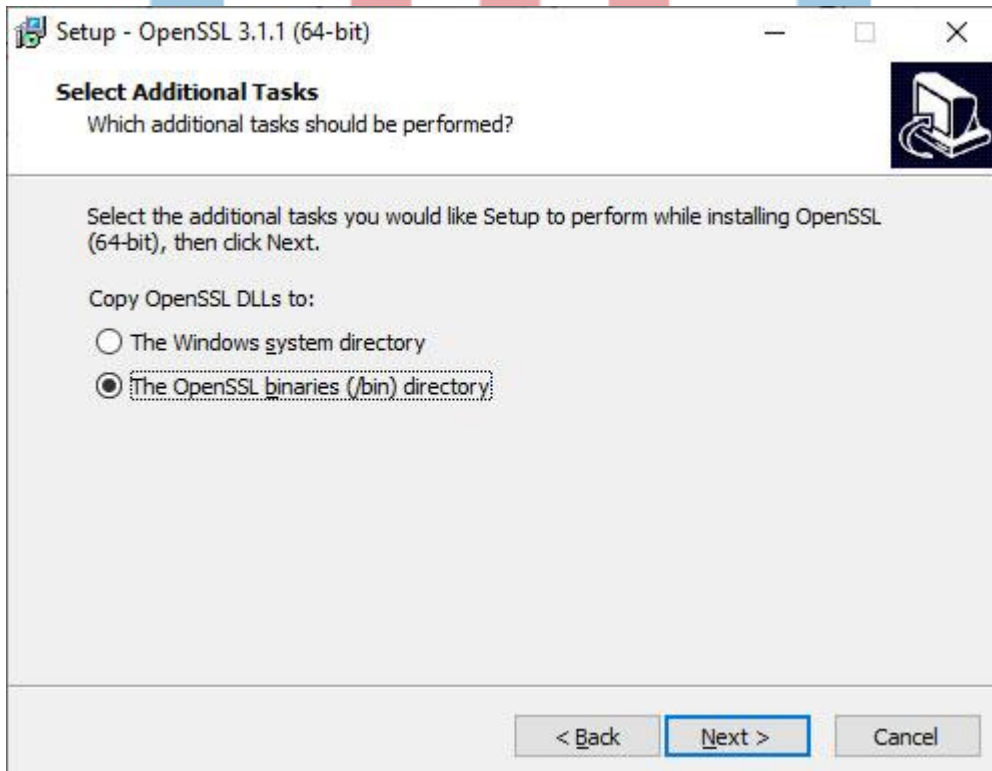 Setup - OpenSSL 3.1.1 (64-bit)
Select Additional Tasks
Which additional tasks should be performed?
Select the additional tasks you would like Setup to perform while installing OpenSSL
(64-bit), then click Next.
Copy OpenSSL DLLs to:
The Windows system directory
The OpenSSL binaries (/bin) directory
< Back
Next >
Cancel